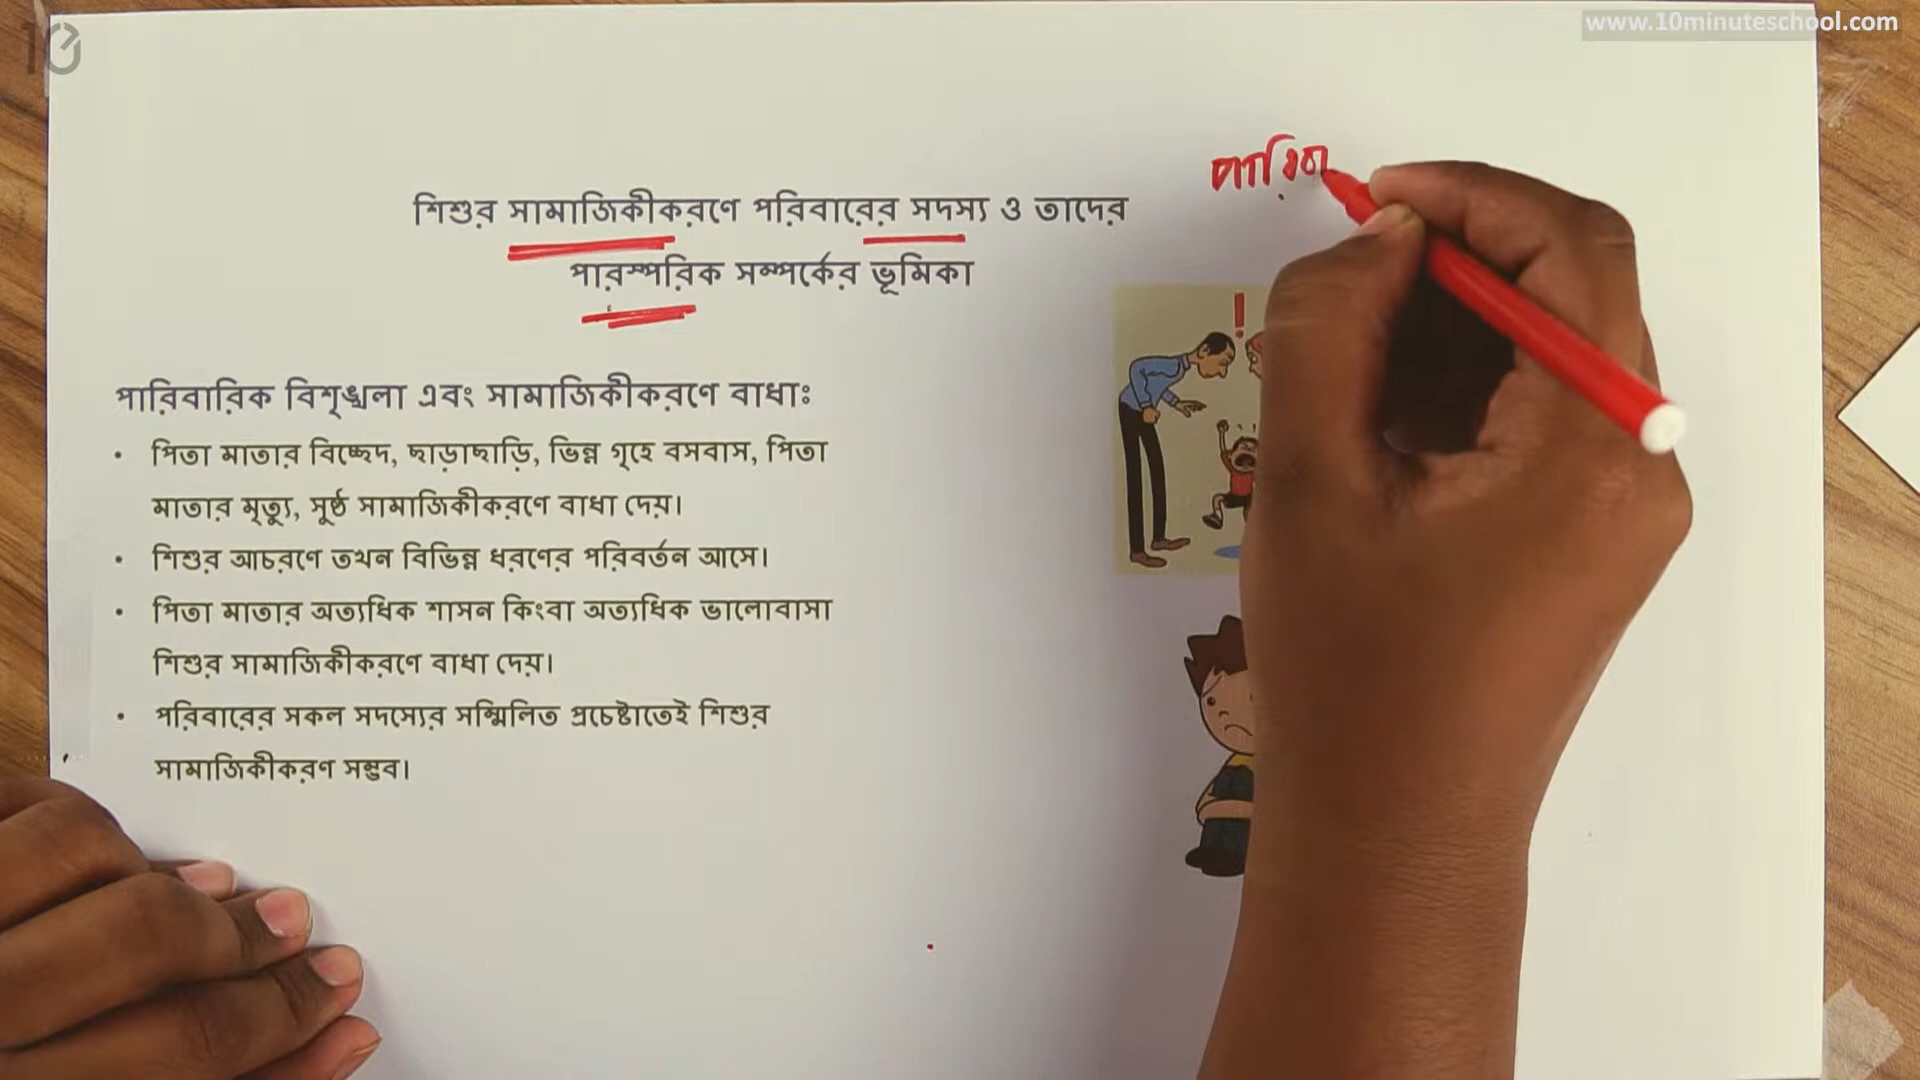 10
www.10minuteschool.com
পারিবা
শিশুর সামাজিকীকরণে পরিবারের সদস্য ও তাদের
পারস্পরিক সম্পর্কের ভূমিকা
পারিবারিক বিশৃঙ্খলা এবং সামাজিকীকরণে বাধাঃ
• পিতা মাতার বিচ্ছেদ, ছাড়াছাড়ি, ভিন্ন গৃহে বসবাস, পিতা
মাতার মৃত্যু, সুষ্ঠ সামাজিকীকরণে বাধা দেয়।
• শিশুর আচরণে তখন বিভিন্ন ধরণের পরিবর্তন আসে।
• পিতা মাতার অত্যধিক শাসন কিংবা অত্যধিক ভালোবাসা
শিশুর সামাজিকীকরণে বাধা দেয়।
• পরিবারের সকল সদস্যের সম্মিলিত প্রচেষ্টাতেই শিশুর
সামাজিকীকরণ সম্ভব।